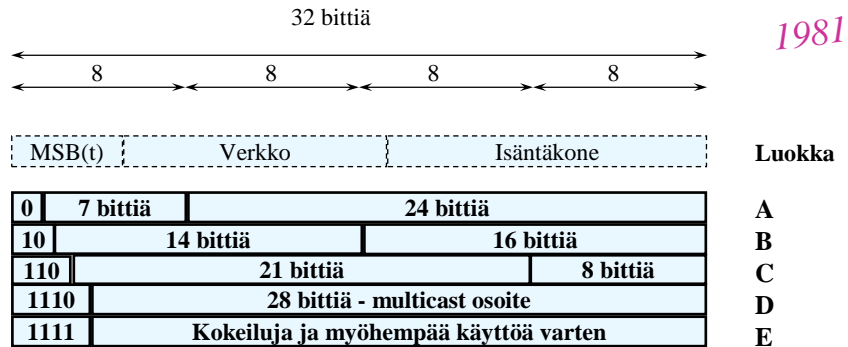 32 bittiä
1981
8 8 8 8
MSB(t) Verkko Isäntäkone Luokka
0 7 bittiä 24 bittiä A
10 14 bittiä 16 bittiä B
110 21 bittiä 8 bittiä C
1110 28 bittiä - multicast osoite D
1111 Kokeiluja ja myöhempää käyttöä varten E